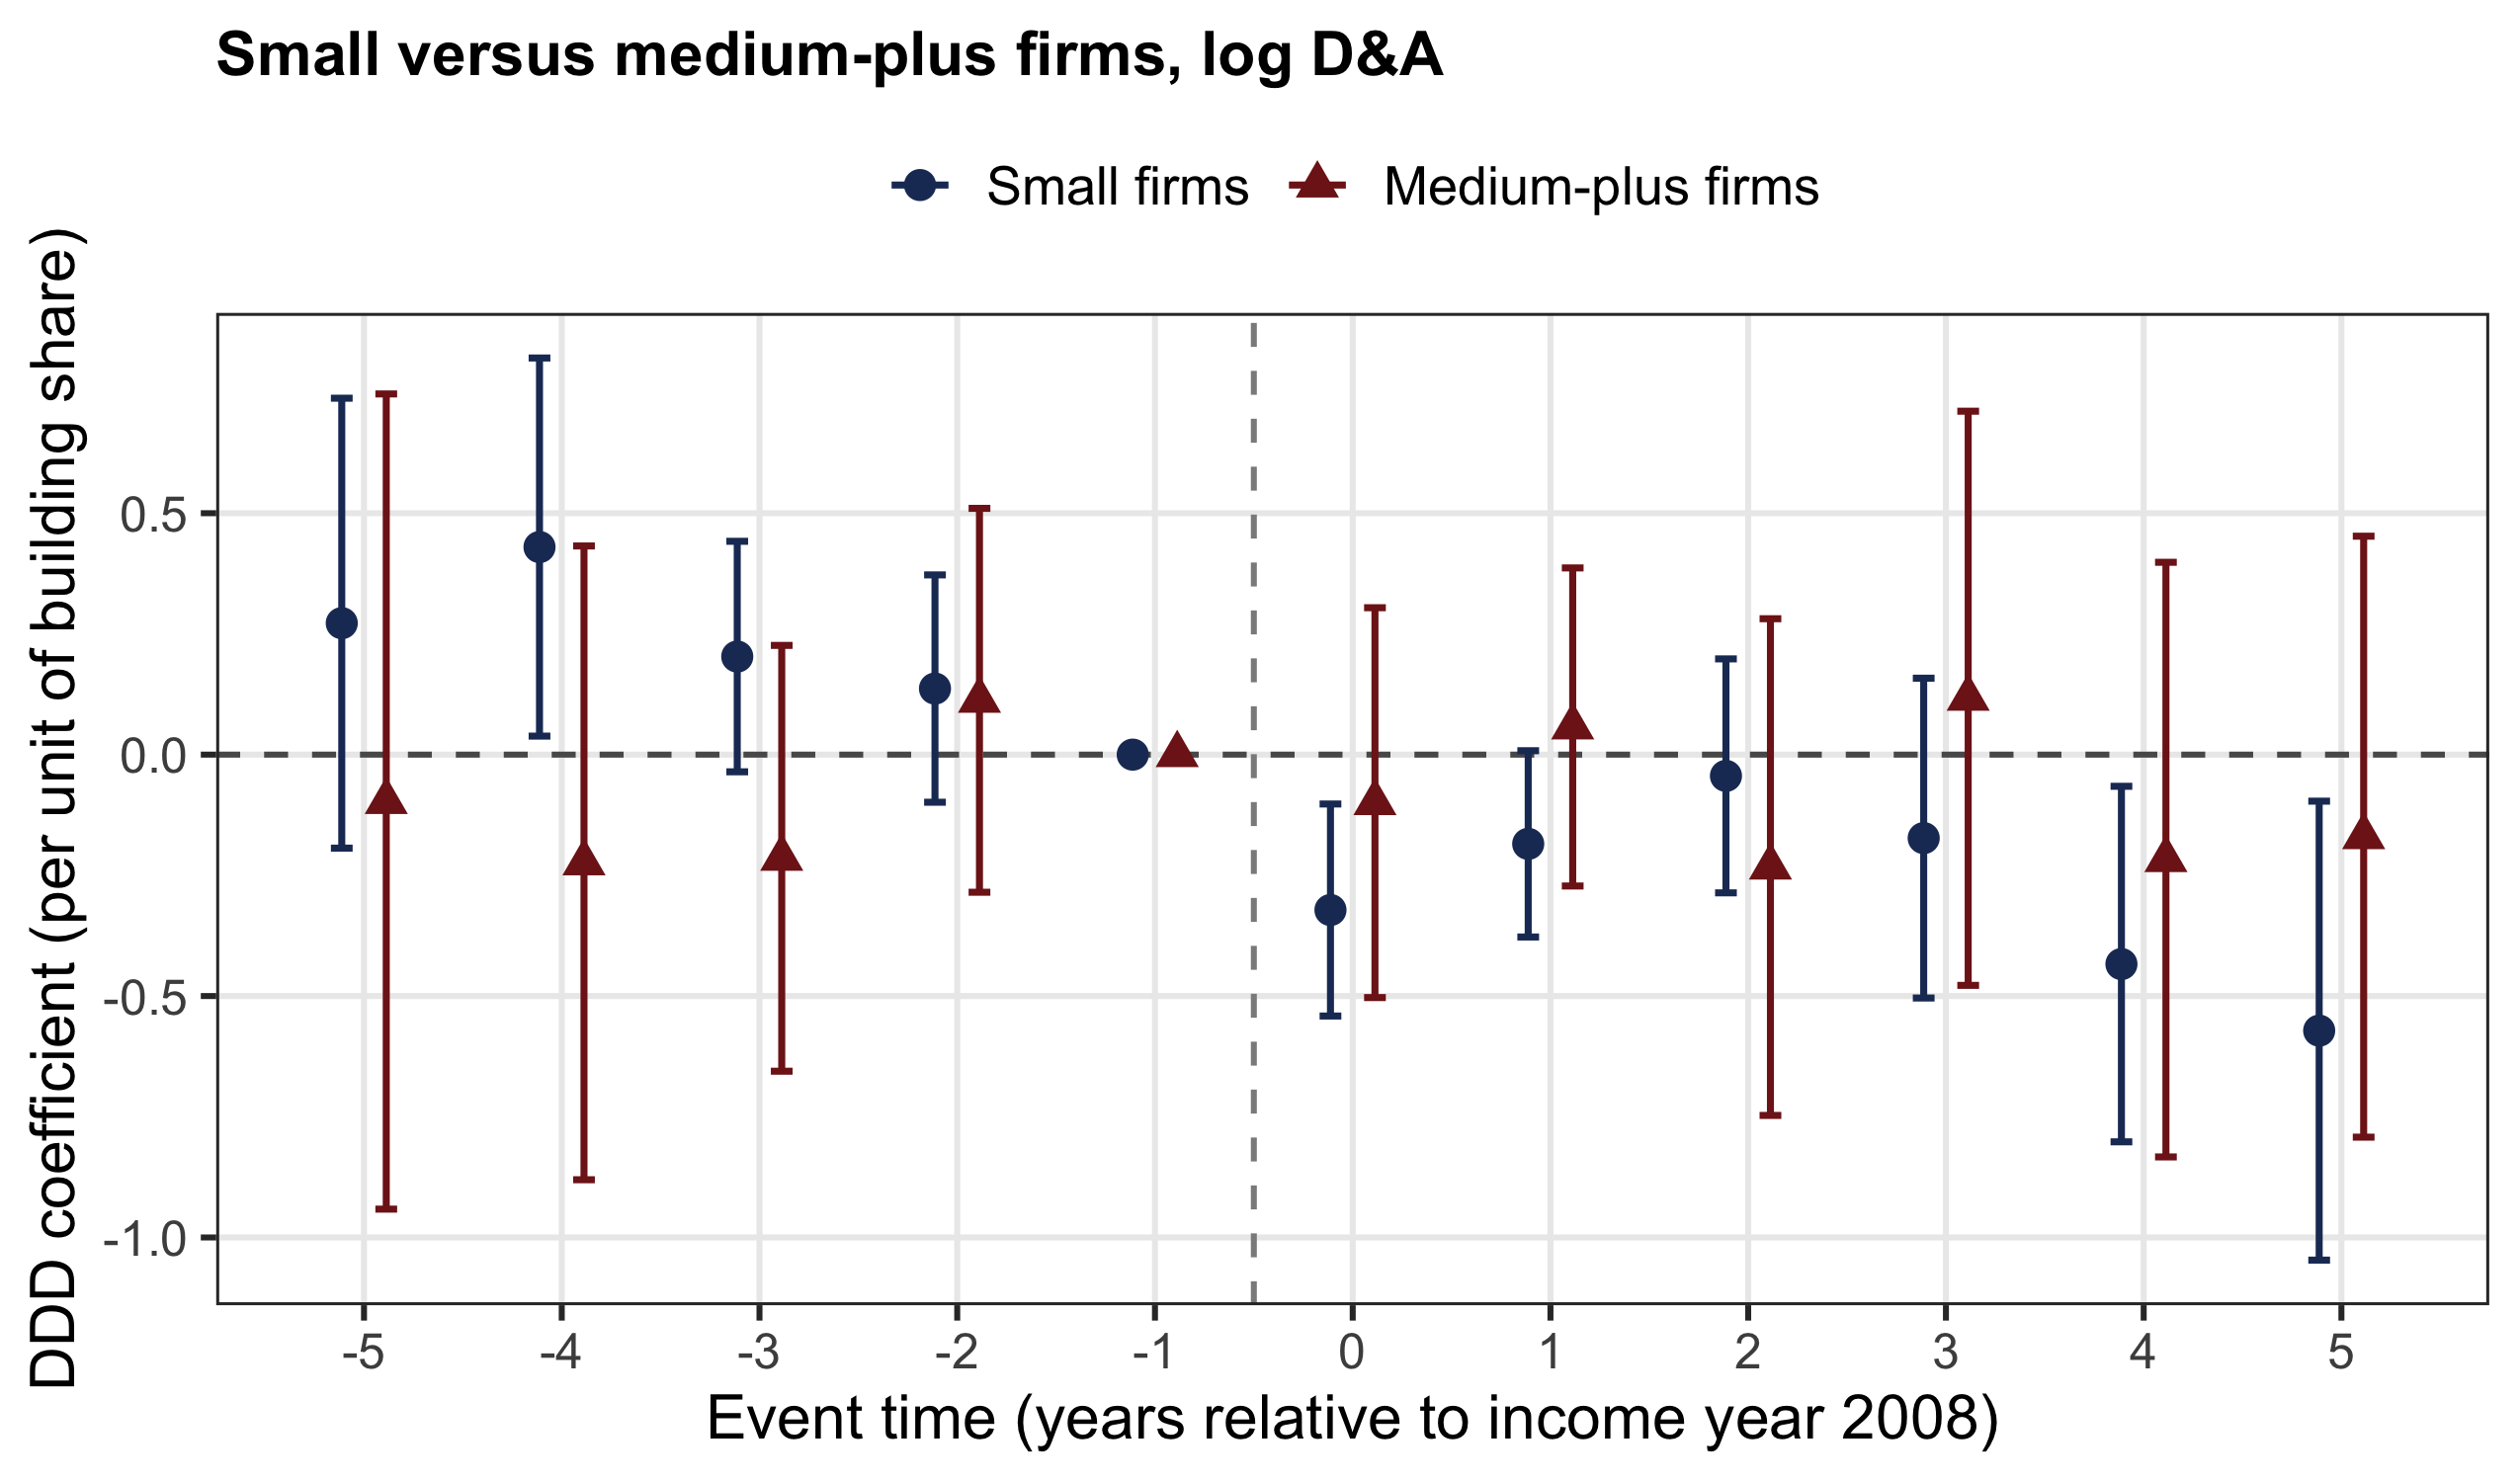 Small versus medium-plus firms, log D&A
Small firms Medium-plus firms
DDD coefficient (per unit of building share)
0.5
0.0
-0.5
-1.0
-5 -4 -3 -2 -1 0 1 2 3 4 5
Event time (years relative to income year 2008)